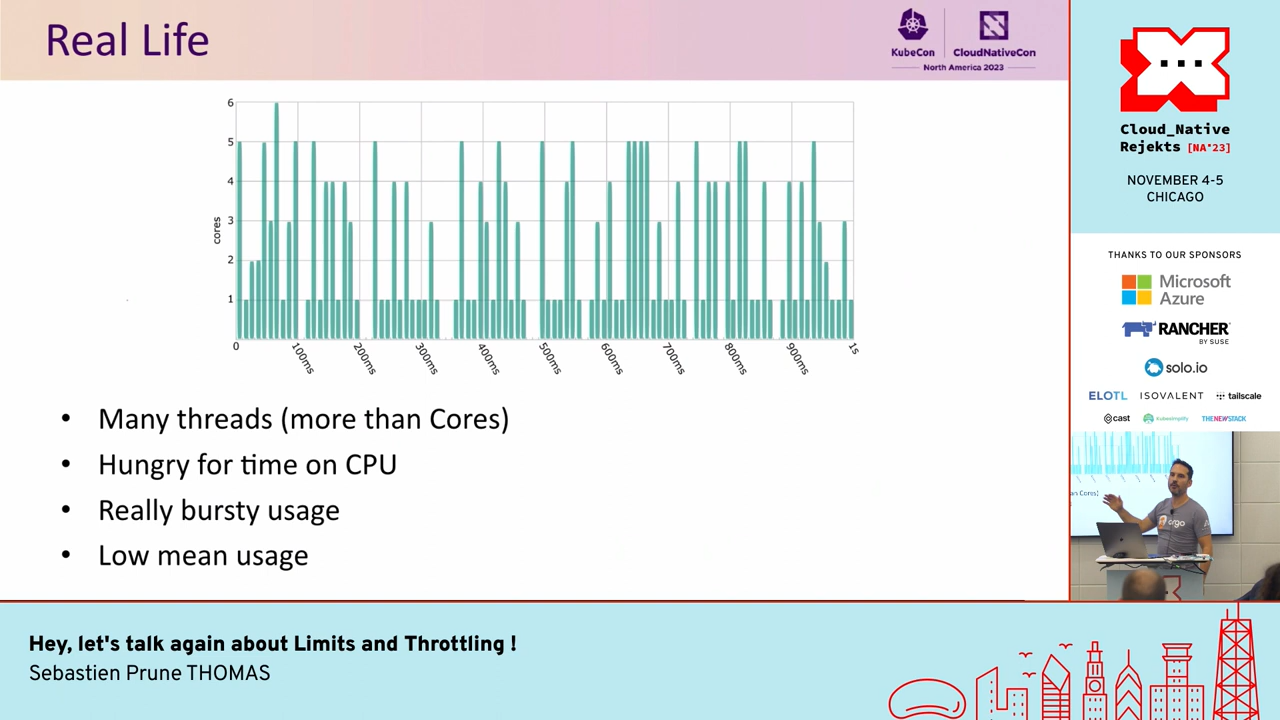 Real Life
KubeCon
CloudNativeCon
North America 2023
cores
6
5
4
3
2
1
0
100ms
200ms
300ms
400ms
500ms
600ms
700ms
800ms
900ms
1s
• Many threads (more than Cores)
• Hungry for time on CPU
• Really bursty usage
• Low mean usage
Cloud_Native
Rejekts [NA'23]
NOVEMBER 4-5
CHICAGO
THANKS TO OUR SPONSORS
Microsoft
Azure
RANCHER
BY SUSE
solo.io
ELOTL
ISOVALENT
tailscale
cast
Kubesimplify
THENEWSTACK
an Cores)
argo
Hey, let's talk again about Limits and Throttling !
Sebastien Prune THOMAS